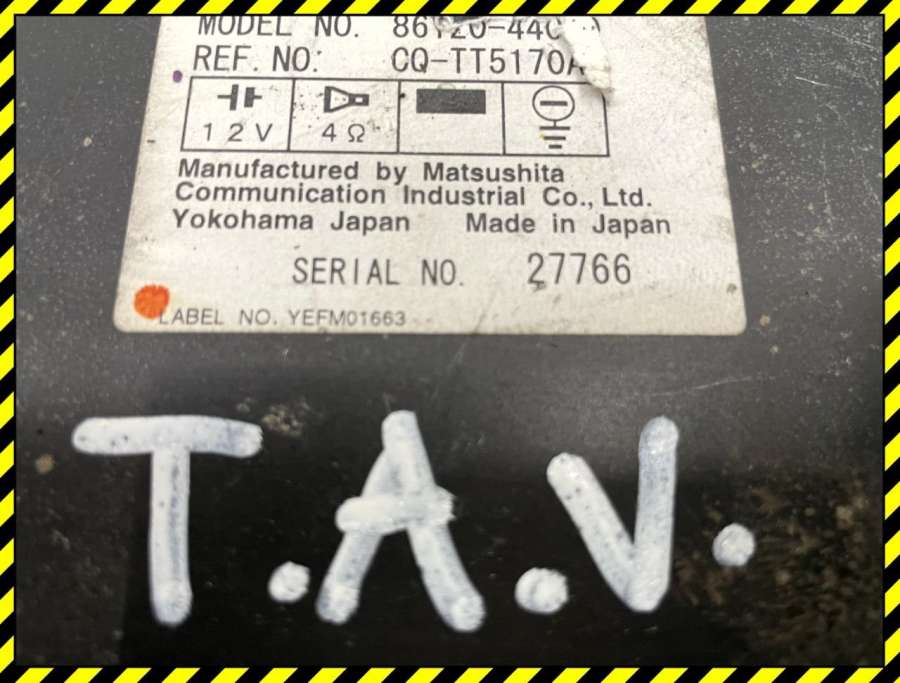 MODEL NO.
REF. NO. CQ-TT5170A
12V 4Ω
Manufactured by Matsushita
Communication Industrial Co., Ltd.
Yokohama Japan Made in Japan
SERIAL NO. 27766
LABEL NO. YEFM01663
T.A.V.